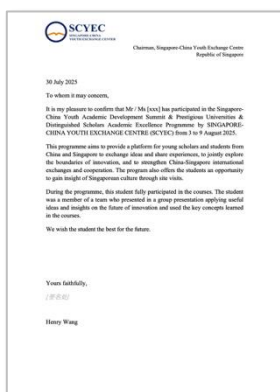 SCYEC
SINGAPORE-CHINA
YOUTH EXCHANGE CENTRE
Chairman, Singapore-China Youth Exchange Centre
Republic of Singapore
30 July 2025
To whom it may concern,
It is my pleasure to confirm that Mr / Ms [xxx] has participated in the Singapore-
China Youth Academic Development Summit & Prestigious Universities &
Distinguished Scholars Academic Excellence Programme by SINGAPORE-
CHINA YOUTH EXCHANGE CENTRE (SCYEC) from 3 to 9 August 2025.
This programme aims to provide a platform for young scholars and students from
China and Singapore to exchange ideas and share experiences, to jointly explore
the boundaries of innovation, and to strengthen China-Singapore international
exchanges and cooperation. The program also offers the students an opportunity
to gain insight of Singaporean culture through site visits.
During the programme, this student fully participated in the courses. The student
was a member of a team who presented in a group presentation applying useful
ideas and insights on the future of innovation and used the key concepts learned
in the courses.
We wish the student the best for the future.
Yours faithfully,
Henry Wang